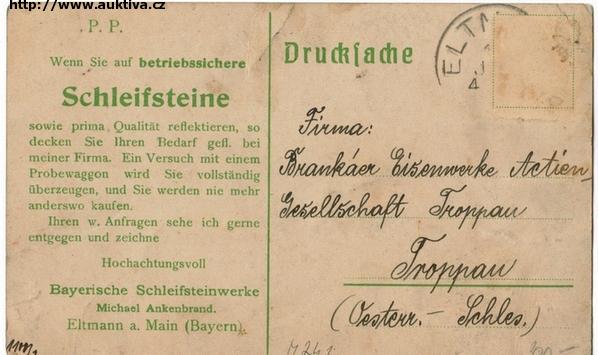 http://www.auktiva.cz
P. P.
Wenn Sie auf betriebssichere
Schleifsteine
sowie prima Qualität reflektieren, so
decken Sie Ihren Bedarf gefl. bei
meiner Firma. Ein Versuch mit einem
Probewaggon wird Sie vollständig
überzeugen, und Sie werden nie mehr
anderswo kaufen.
Ihren w. Anfragen sehe ich gerne
entgegen und zeichne
Hochachtungsvoll
Bayerische Schleifsteinwerke
Michael Ankenbrand.
Eltmann a. Main (Bayern).
Drucksache
ELTM
Firma:
Brankáer Eisenwerke Actien
Gesellschaft Troppau
Troppau
(Oesterr.- Schles.)